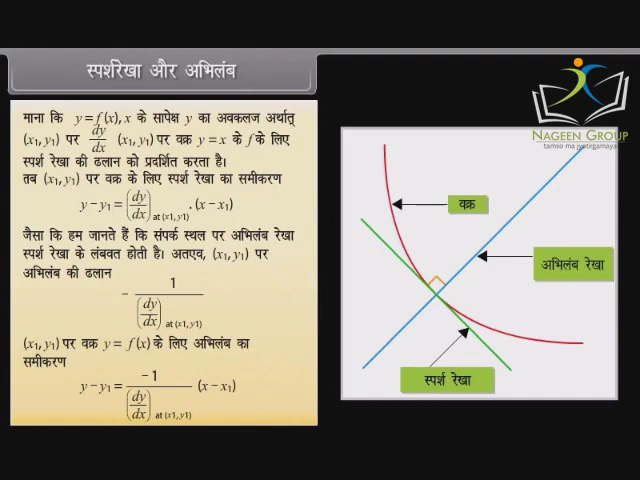 स्पर्शरेखा और अभिलंब
NAGEEN GROUP
tamso ma jyotirgamaya
माना कि y = f (x), x के सापेक्ष y का अवकलज अर्थात्
(x1, y1) पर dy/dx (x1, y1) पर वक्र y = x के f के लिए
स्पर्श रेखा की ढलान को प्रदर्शित करता है।
तब (x1, y1) पर वक्र के लिए स्पर्श रेखा का समीकरण
y − y1 = (dy/dx) at (x1, y1) . (x − x1)
जैसा कि हम जानते हैं कि संपर्क स्थल पर अभिलंब रेखा
स्पर्श रेखा के लंबवत होती है। अतएव, (x1, y1) पर
अभिलंब की ढलान
− 1/(dy/dx) at (x1, y1)
(x1, y1) पर वक्र y = f (x) के लिए अभिलंब का
समीकरण
y − y1 = −1/(dy/dx) at (x1, y1) (x − x1)
वक्र
अभिलंब रेखा
स्पर्श रेखा